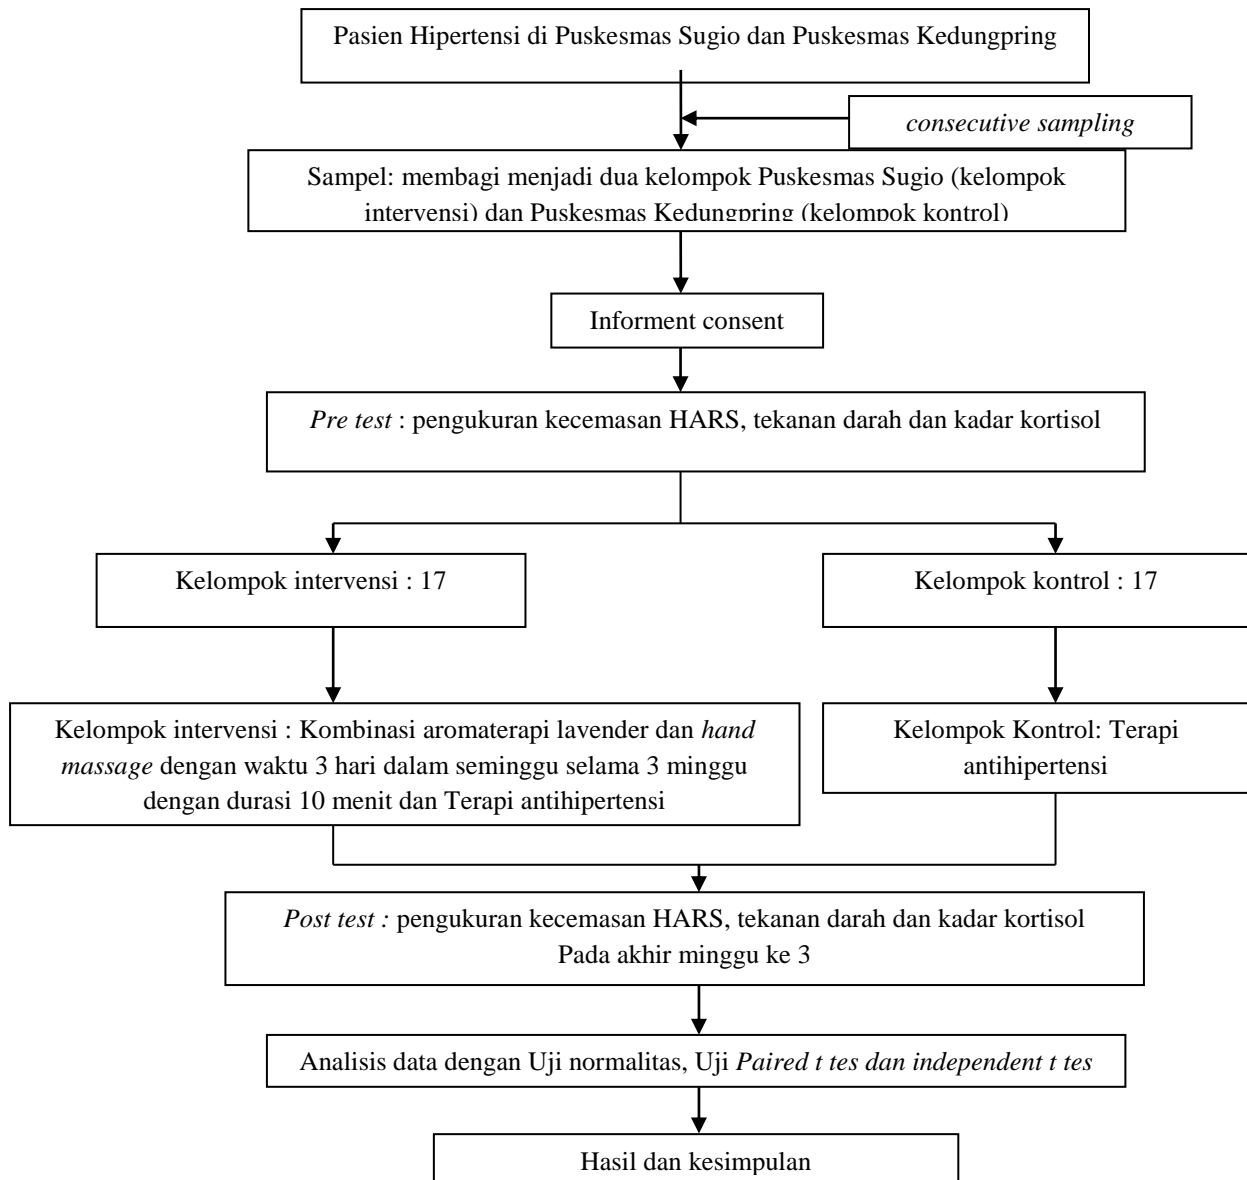 Pasien Hipertensi di Puskesmas Sugio dan Puskesmas Kedungpring
consecutive sampling
Sampel: membagi menjadi dua kelompok Puskesmas Sugio (kelompok
intervensi) dan Puskesmas Kedungpring (kelompok kontrol)
Informent consent
Pre test : pengukuran kecemasan HARS, tekanan darah dan kadar kortisol
Kelompok intervensi : 17
Kelompok kontrol : 17
Kelompok intervensi : Kombinasi aromaterapi lavender dan hand
massage dengan waktu 3 hari dalam seminggu selama 3 minggu
dengan durasi 10 menit dan Terapi antihipertensi
Kelompok Kontrol: Terapi
antihipertensi
Post test : pengukuran kecemasan HARS, tekanan darah dan kadar kortisol
Pada akhir minggu ke 3
Analisis data dengan Uji normalitas, Uji Paired t tes dan independent t tes
Hasil dan kesimpulan